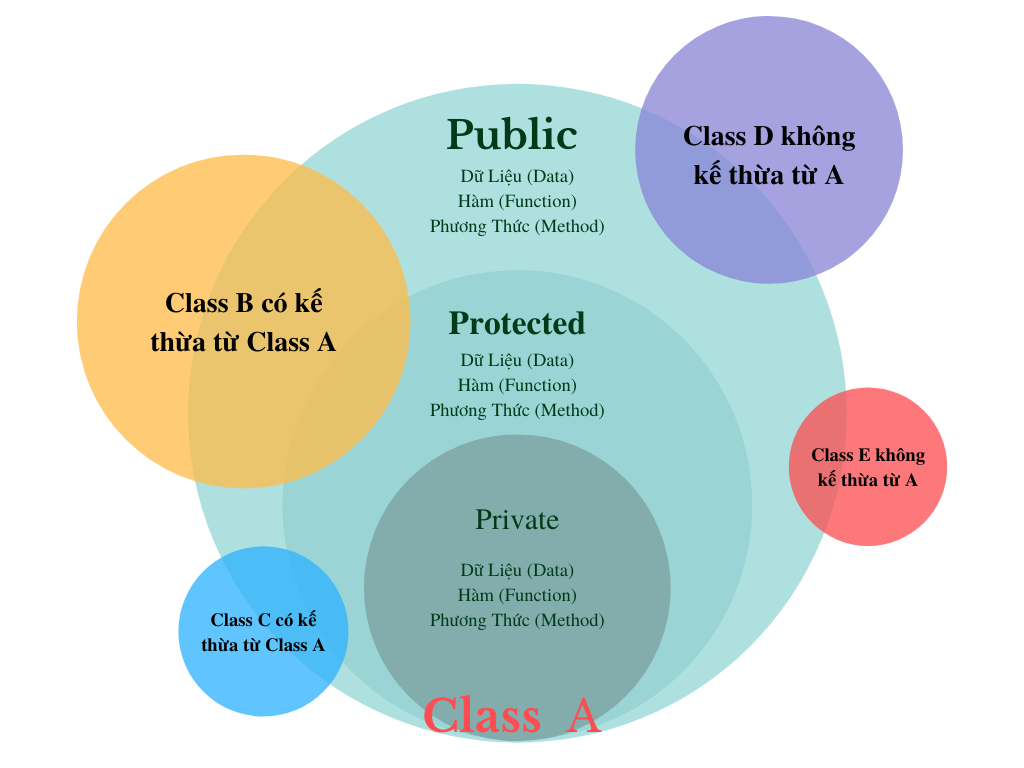 Public
Dữ Liệu (Data)
Hàm (Function)
Phương Thức (Method)
Class D không
kế thừa từ A
Class B có kế
thừa từ Class A
Protected
Dữ Liệu (Data)
Hàm (Function)
Phương Thức (Method)
Class E không
kế thừa từ A
Private
Dữ Liệu (Data)
Hàm (Function)
Phương Thức (Method)
Class C có kế
thừa từ Class A
Class A